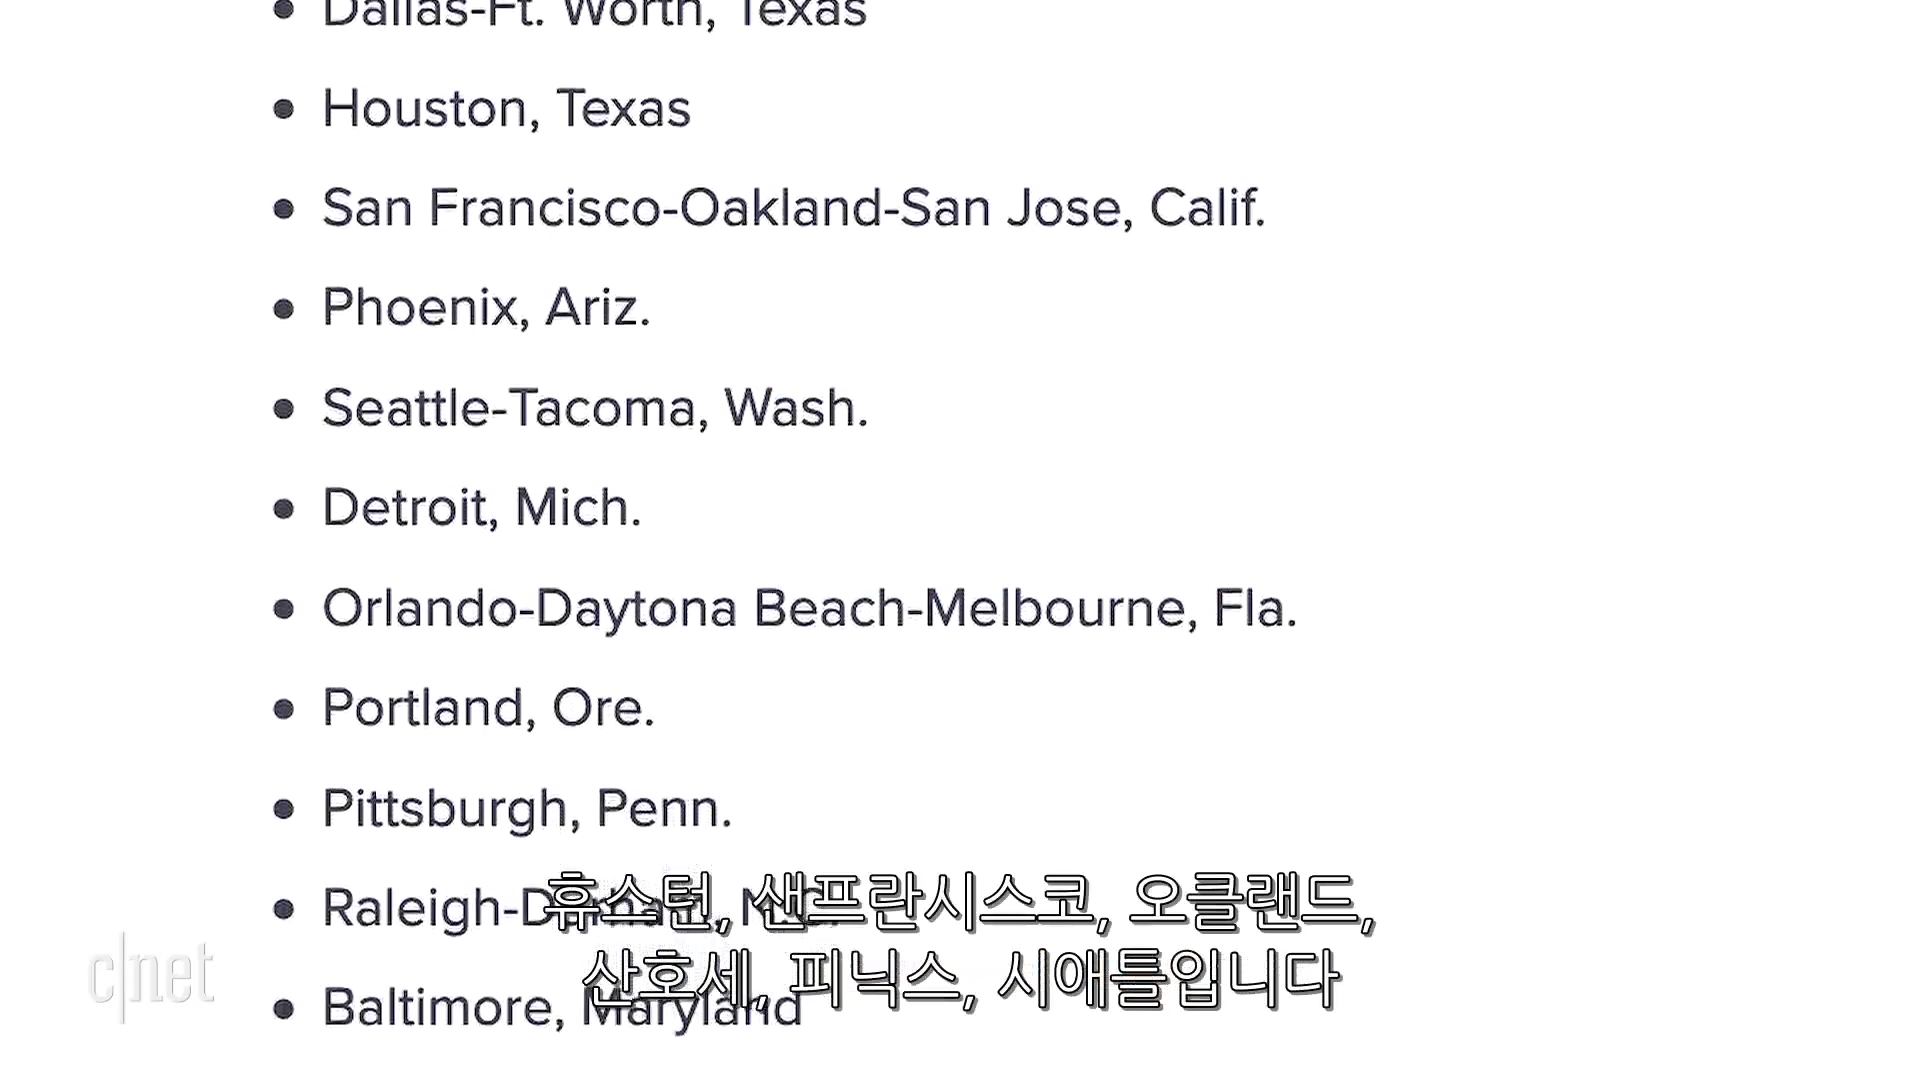 Dallas-Ft. Worth, Texas
Houston, Texas
San Francisco-Oakland-San Jose, Calif.
Phoenix, Ariz.
Seattle-Tacoma, Wash.
Detroit, Mich.
Orlando-Daytona Beach-Melbourne, Fla.
Portland, Ore.
Pittsburgh, Penn.
Raleigh-Durham, N.C.
Baltimore, Maryland
휴스턴, 샌프란시스코, 오클랜드,
산호세, 피닉스, 시애틀입니다
c|net